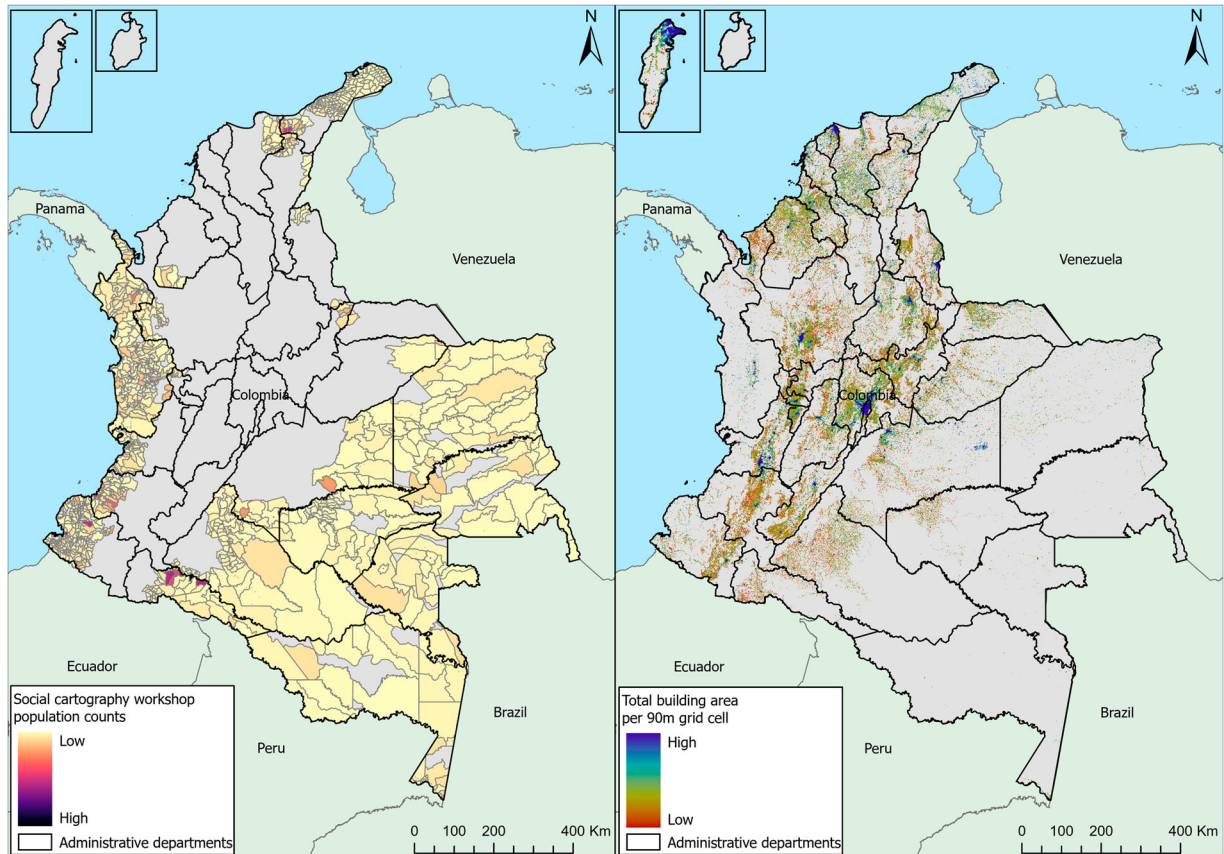 N
Panama
Venezuela
Colombia
Ecuador
Peru
Brazil
Social cartography workshop
population counts
Low
High
Administrative departments
0 100 200 400 Km
N
Panama
Venezuela
Colombia
Ecuador
Peru
Brazil
Total building area
per 90m grid cell
High
Low
Administrative departments
0 100 200 400 Km